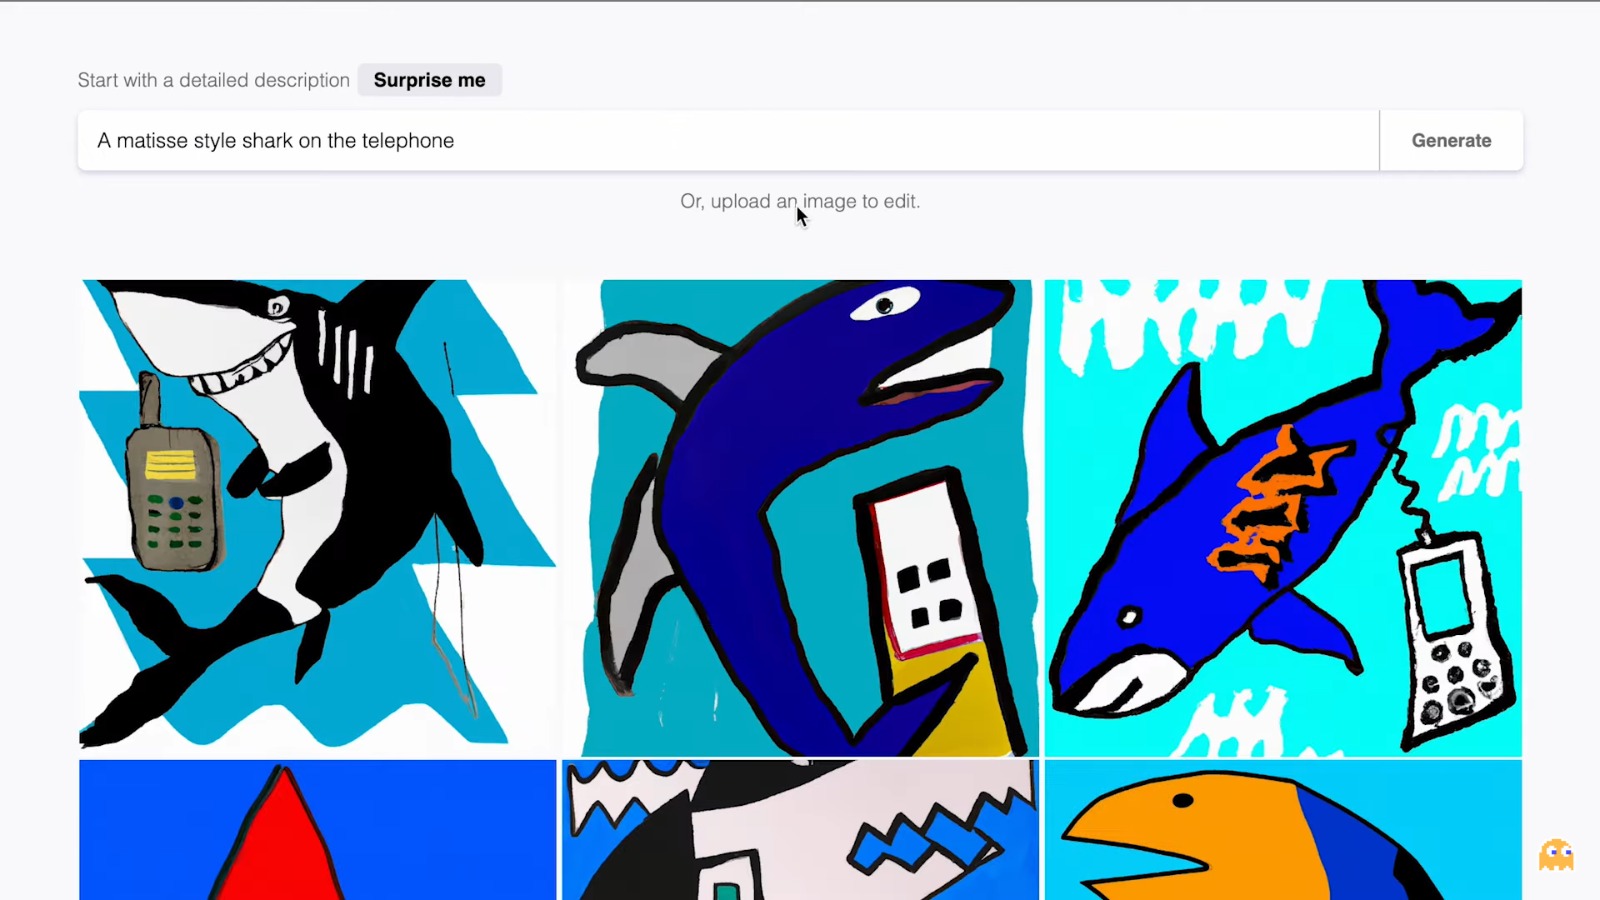 Start with a detailed description Surprise me
A matisse style shark on the telephone Generate
Or, upload an image to edit.